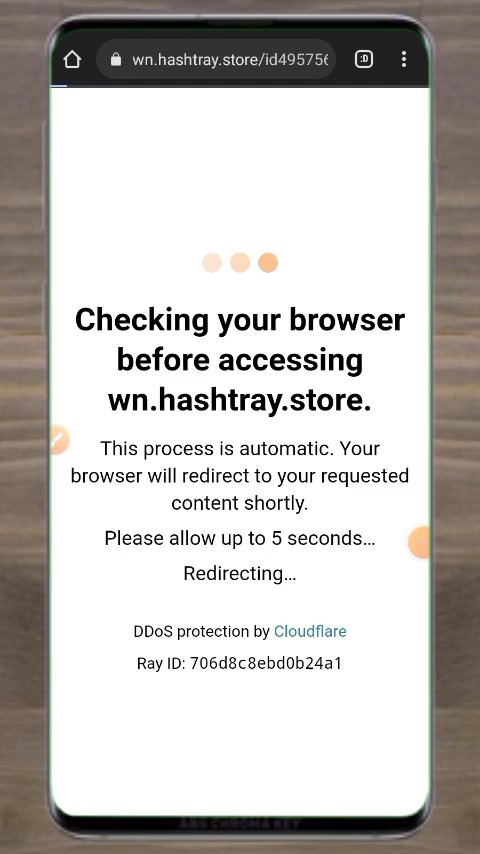 wn.hashtray.store/id495756
:D
Checking your browser
before accessing
wn.hashtray.store.
This process is automatic. Your
browser will redirect to your requested
content shortly.
Please allow up to 5 seconds…
Redirecting…
DDoS protection by Cloudflare
Ray ID: 706d8c8ebd0b24a1